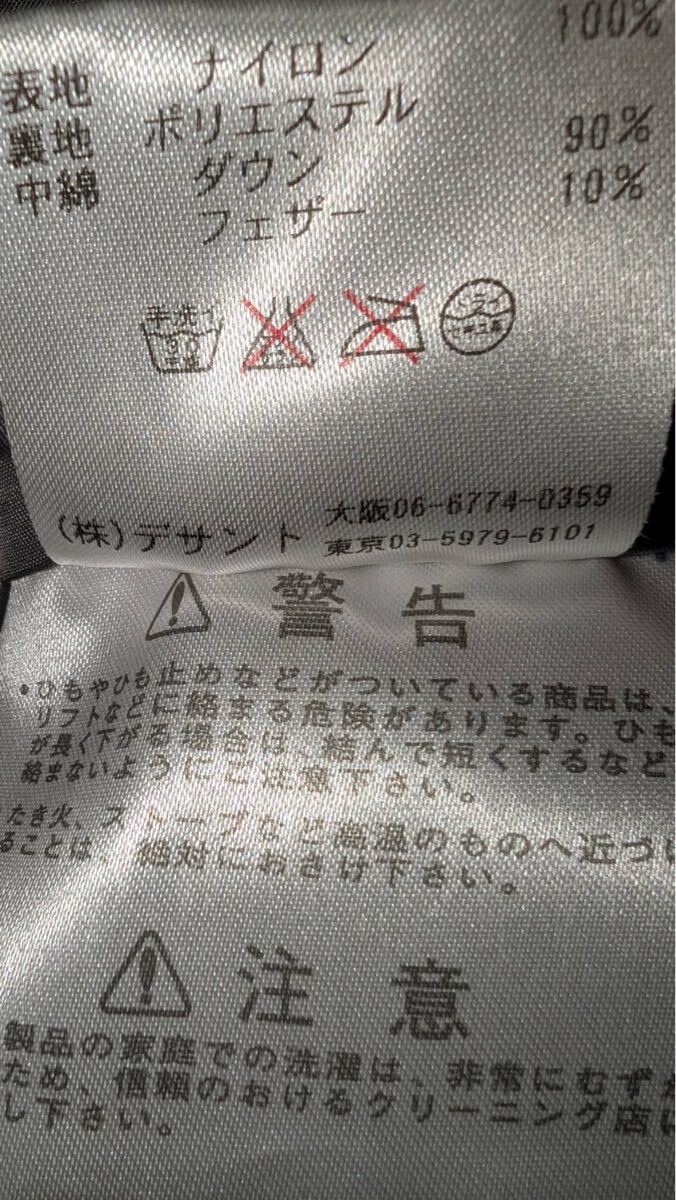 100%
表地 ナイロン
裏地 ポリエステル 90%
中綿 ダウン 10%
フェザー
手洗イ
30
ドライ
(株)デサント 大阪06-6774-0359
東京03-5979-6101
警告
•ひもやひも止めなどがついている商品は、
リフトなどに絡まる危険があります。ひも
が長く下がる場合は、結んで短くするなど
絡まないようにご注意下さい。
たき火、ストーブなど高温のものへ近づけ
ることは、絶対におさけ下さい。
注意
製品の家庭での洗濯は、非常にむずか
ため、信頼のおけるクリーニング店に
し下さい。